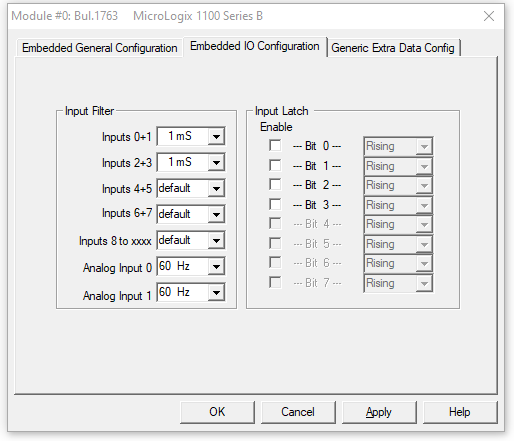 Module #0: Bul.1763 MicroLogix 1100 Series B
Embedded General Configuration Embedded IO Configuration Generic Extra Data Config
Input Filter
Inputs 0+1 1 mS
Inputs 2+3 1 mS
Inputs 4+5 default
Inputs 6+7 default
Inputs 8 to xxxx default
Analog Input 0 60 Hz
Analog Input 1 60 Hz
Input Latch
Enable
--- Bit 0 --- Rising
--- Bit 1 --- Rising
--- Bit 2 --- Rising
--- Bit 3 --- Rising
--- Bit 4 --- Rising
--- Bit 5 --- Rising
--- Bit 6 --- Rising
--- Bit 7 --- Rising
OK Cancel Apply Help